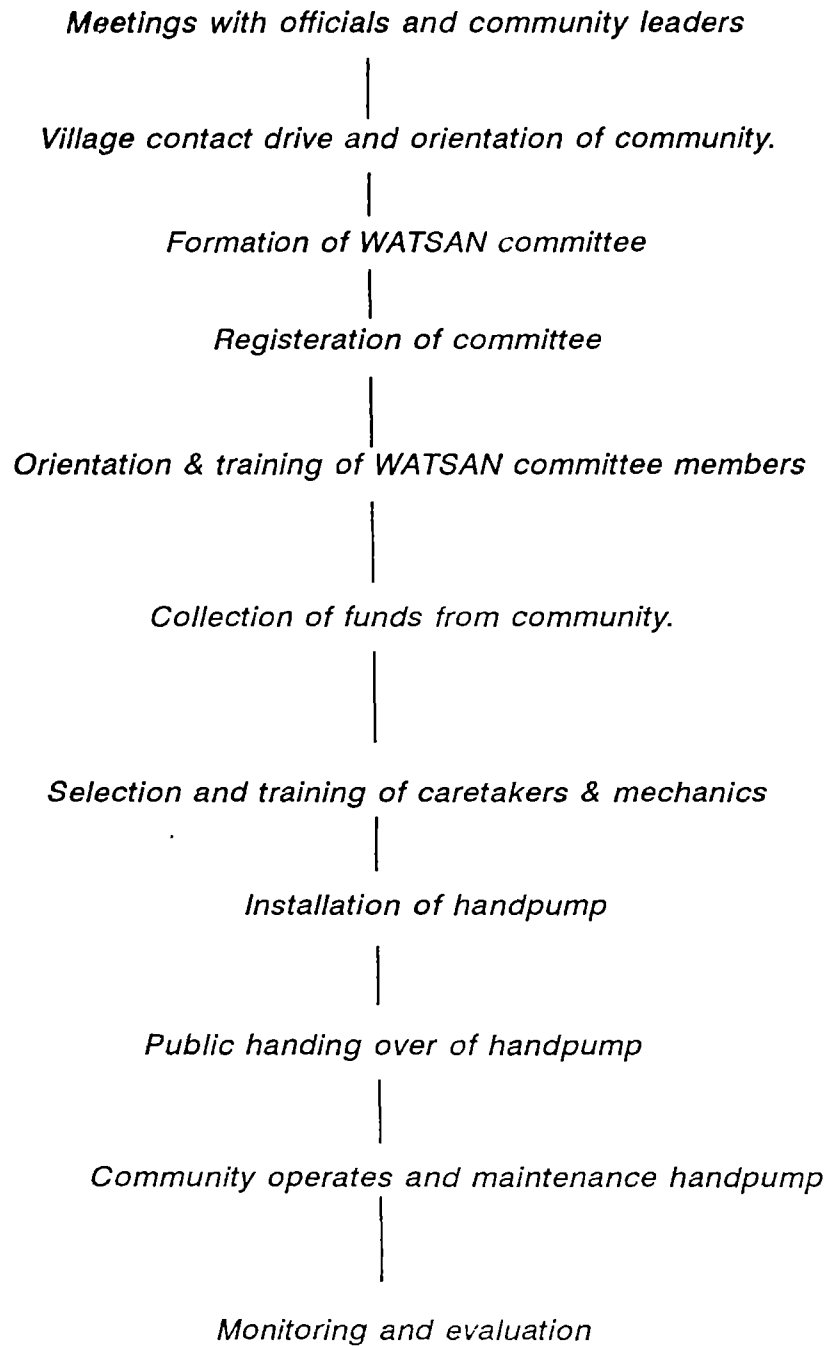 Meetings with officials and community leaders
Village contact drive and orientation of community.
Formation of WATSAN committee
Registeration of committee
Orientation & training of WATSAN committee members
Collection of funds from community.
Selection and training of caretakers & mechanics
Installation of handpump
Public handing over of handpump
Community operates and maintenance handpump
Monitoring and evaluation